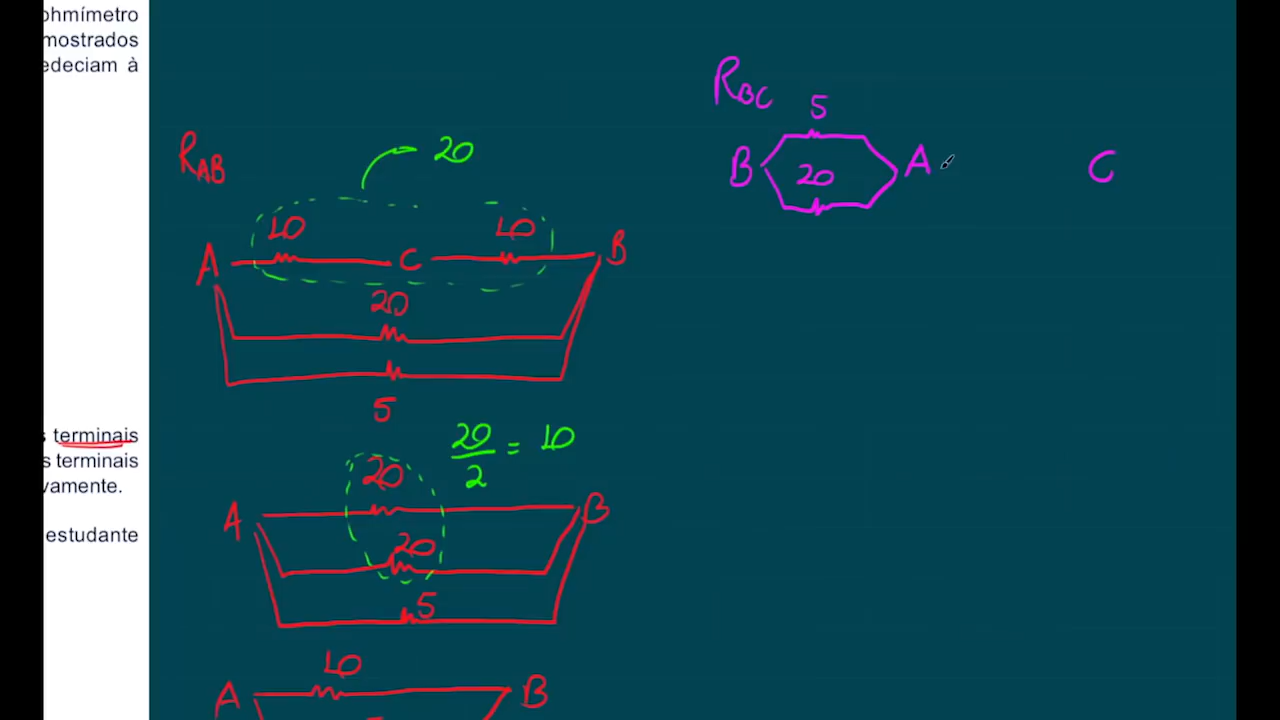 ohmímetro
mostrados
edeciam à
s terminais
s terminais
vamente.
estudante
R_AB
20
10
10
A
C
B
20
5
20/2 = 10
20
A
B
20
5
10
A
B
R_BC
5
B
20
A
C